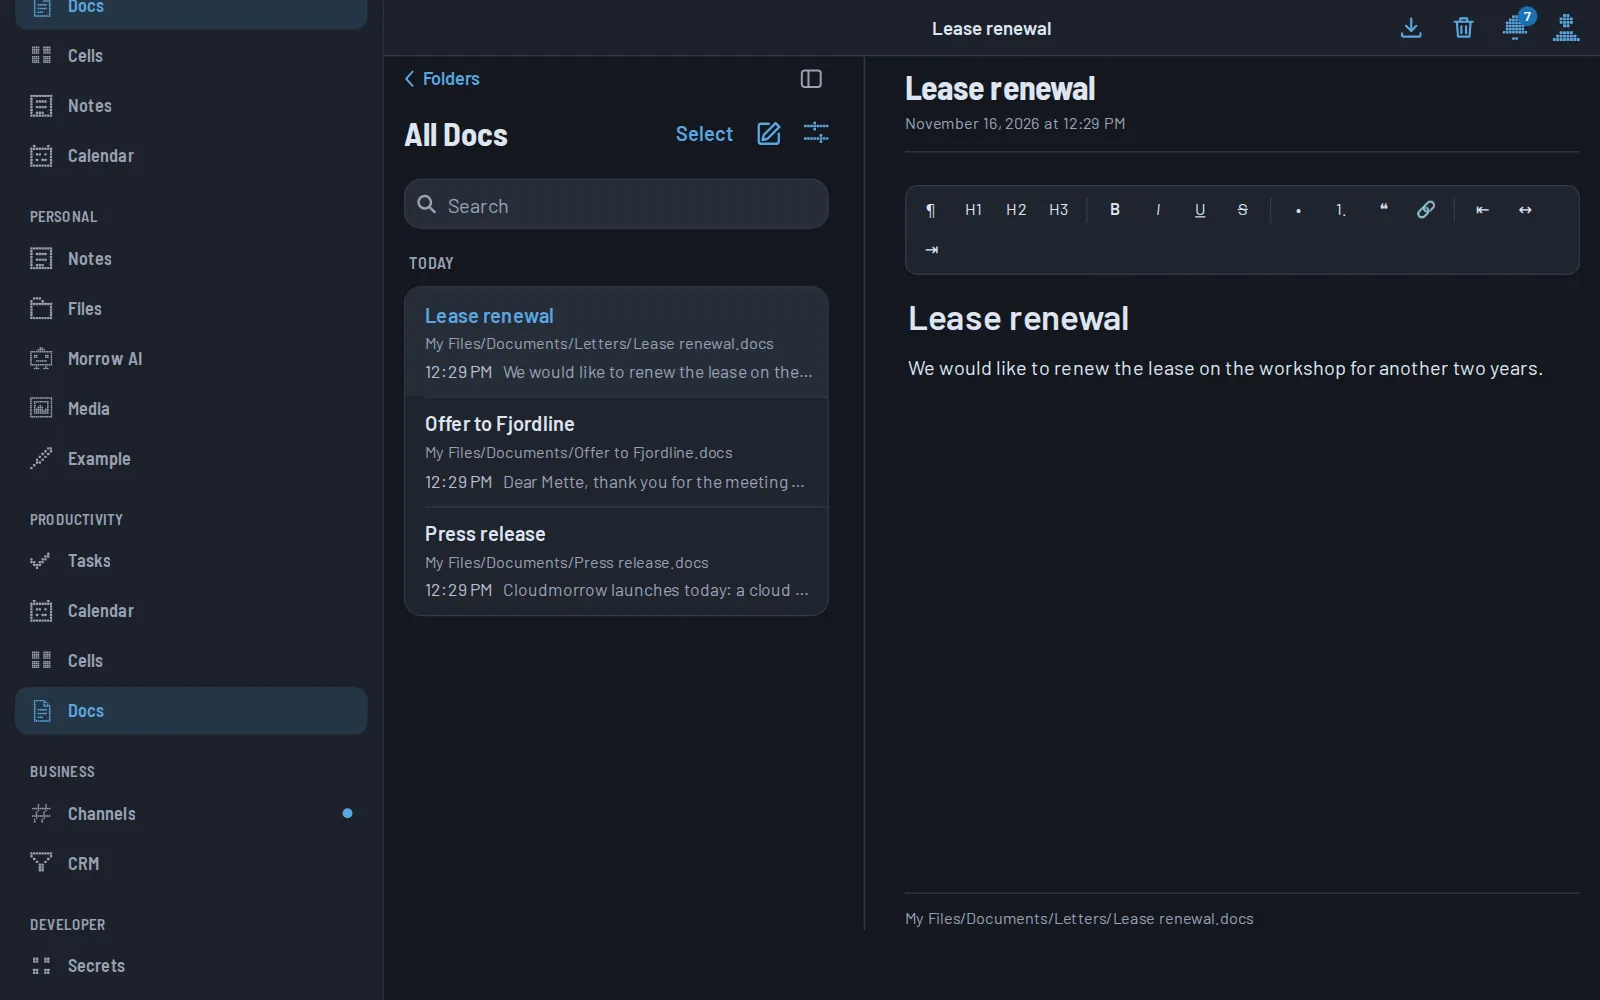 Docs
Cells
Notes
Calendar
PERSONAL
Notes
Files
Morrow AI
Media
Example
PRODUCTIVITY
Tasks
Calendar
Cells
Docs
BUSINESS
Channels
CRM
DEVELOPER
Secrets
Lease renewal
7
Folders
All Docs
Select
Search
TODAY
Lease renewal
My Files/Documents/Letters/Lease renewal.docs
12:29 PM We would like to renew the lease on the...
Offer to Fjordline
My Files/Documents/Offer to Fjordline.docs
12:29 PM Dear Mette, thank you for the meeting ...
Press release
My Files/Documents/Press release.docs
12:29 PM Cloudmorrow launches today: a cloud ...
Lease renewal
November 16, 2026 at 12:29 PM
¶ H1 H2 H3 B I U S • 1. ❝ 🔗 ⇤ ↔
⇥
Lease renewal
We would like to renew the lease on the workshop for another two years.
My Files/Documents/Letters/Lease renewal.docs